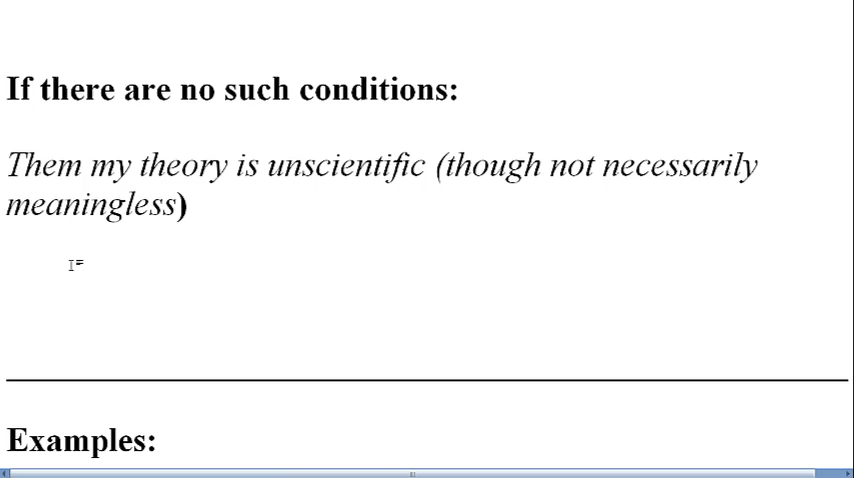 If there are no such conditions:
Them my theory is unscientific (though not necessarily
meaningless)
Examples: